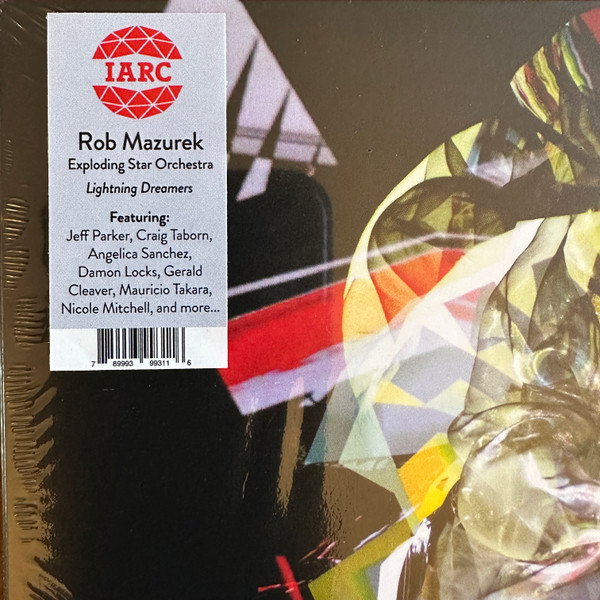 IARC
Rob Mazurek
Exploding Star Orchestra
Lightning Dreamers
Featuring:
Jeff Parker, Craig Taborn,
Angelica Sanchez,
Damon Locks, Gerald
Cleaver, Mauricio Takara,
Nicole Mitchell, and more...
7 89993 99311 6